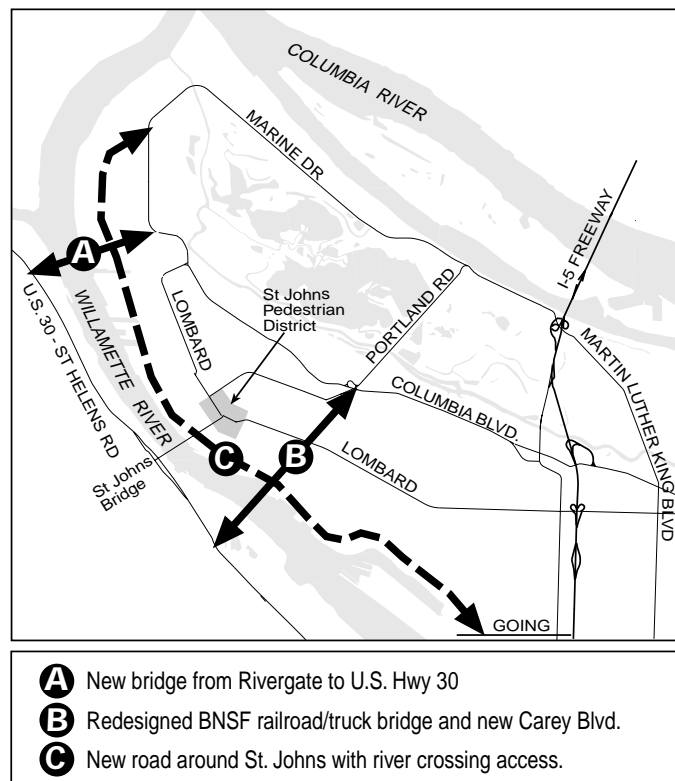 COLUMBIA RIVER
MARINE DR
I-5 FREEWAY
A
U.S. 30 - ST HELENS RD
WILLAMETTE RIVER
LOMBARD
St Johns
Pedestrian
District
PORTLAND RD
MARTIN LUTHER KING BLVD
COLUMBIA BLVD.
LOMBARD
B
C
St Johns
Bridge
GOING
A New bridge from Rivergate to U.S. Hwy 30
B Redesigned BNSF railroad/truck bridge and new Carey Blvd.
C New road around St. Johns with river crossing access.